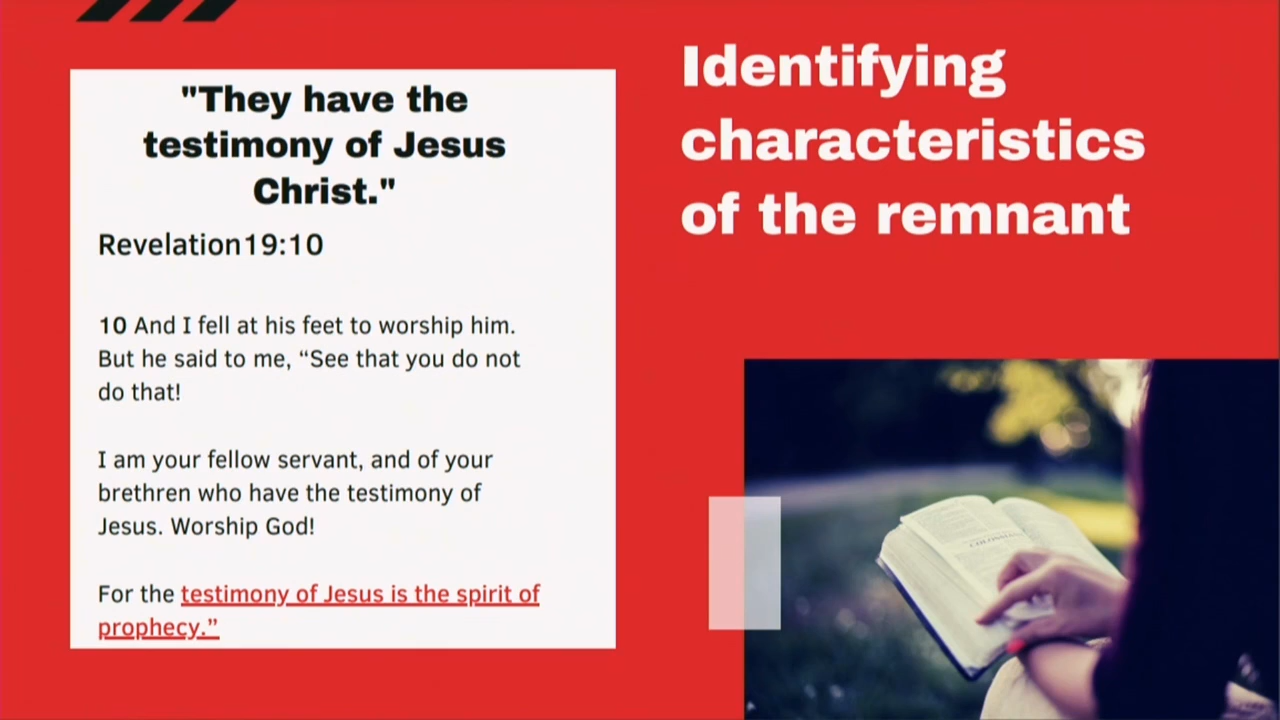 "They have the
testimony of Jesus
Christ."
Revelation19:10
10 And I fell at his feet to worship him.
But he said to me, “See that you do not
do that!
I am your fellow servant, and of your
brethren who have the testimony of
Jesus. Worship God!
For the testimony of Jesus is the spirit of
prophecy.”
Identifying
characteristics
of the remnant